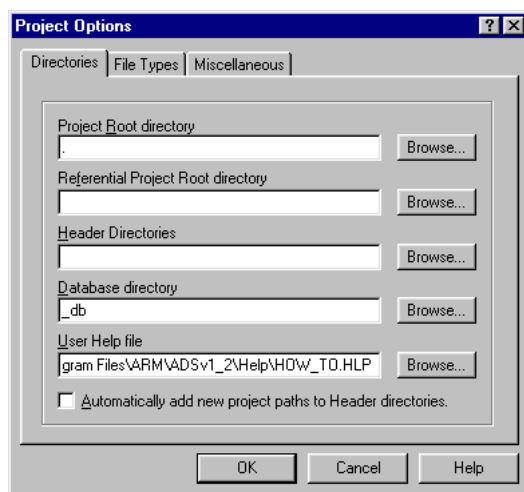 Project Options
Directories File Types Miscellaneous
Project Root directory
. Browse...
Referential Project Root directory
Browse...
Header Directories
Browse...
Database directory
_db Browse...
User Help file
gram Files\ARM\ADSv1_2\Help\HOW_TO.HLP Browse...
Automatically add new project paths to Header directories.
OK Cancel Help